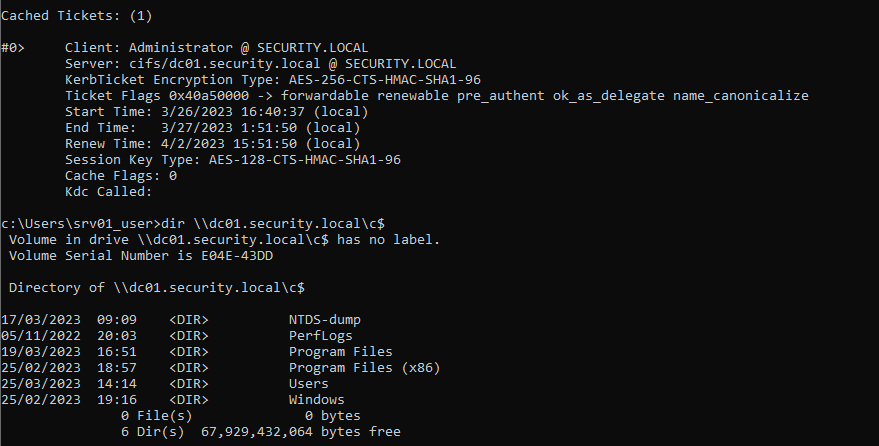 Cached Tickets: (1)
#0>     Client: Administrator @ SECURITY.LOCAL
        Server: cifs/dc01.security.local @ SECURITY.LOCAL
        KerbTicket Encryption Type: AES-256-CTS-HMAC-SHA1-96
        Ticket Flags 0x40a50000 -> forwardable renewable pre_authent ok_as_delegate name_canonicalize
        Start Time: 3/26/2023 16:40:37 (local)
        End Time:   3/27/2023 1:51:50 (local)
        Renew Time: 4/2/2023 15:51:50 (local)
        Session Key Type: AES-128-CTS-HMAC-SHA1-96
        Cache Flags: 0
        Kdc Called:
c:\Users\srv01_user>dir \\dc01.security.local\c$
 Volume in drive \\dc01.security.local\c$ has no label.
 Volume Serial Number is E04E-43DD
 Directory of \\dc01.security.local\c$
17/03/2023  09:09    <DIR>          NTDS-dump
05/11/2022  20:03    <DIR>          PerfLogs
19/03/2023  16:51    <DIR>          Program Files
25/02/2023  18:57    <DIR>          Program Files (x86)
25/03/2023  14:14    <DIR>          Users
25/02/2023  19:16    <DIR>          Windows
               0 File(s)              0 bytes
               6 Dir(s)  67,929,432,064 bytes free